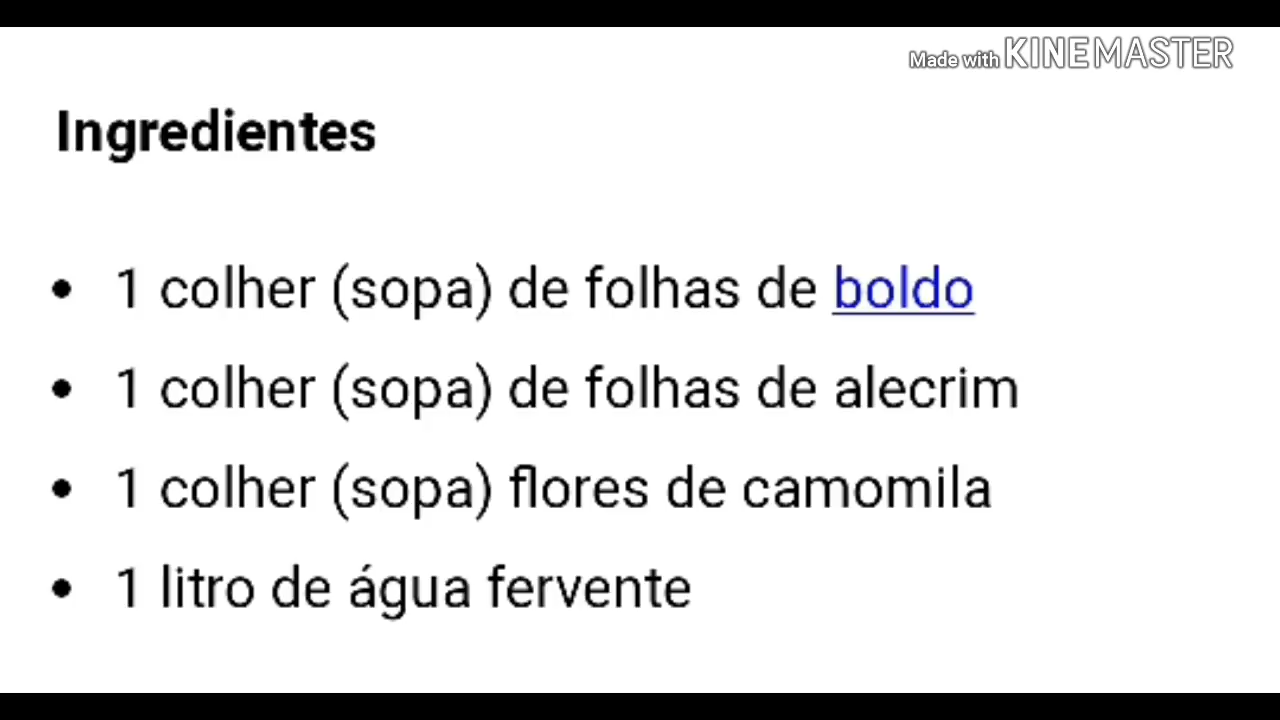 Made with KINEMASTER
Ingredientes
• 1 colher (sopa) de folhas de boldo
• 1 colher (sopa) de folhas de alecrim
• 1 colher (sopa) flores de camomila
• 1 litro de água fervente